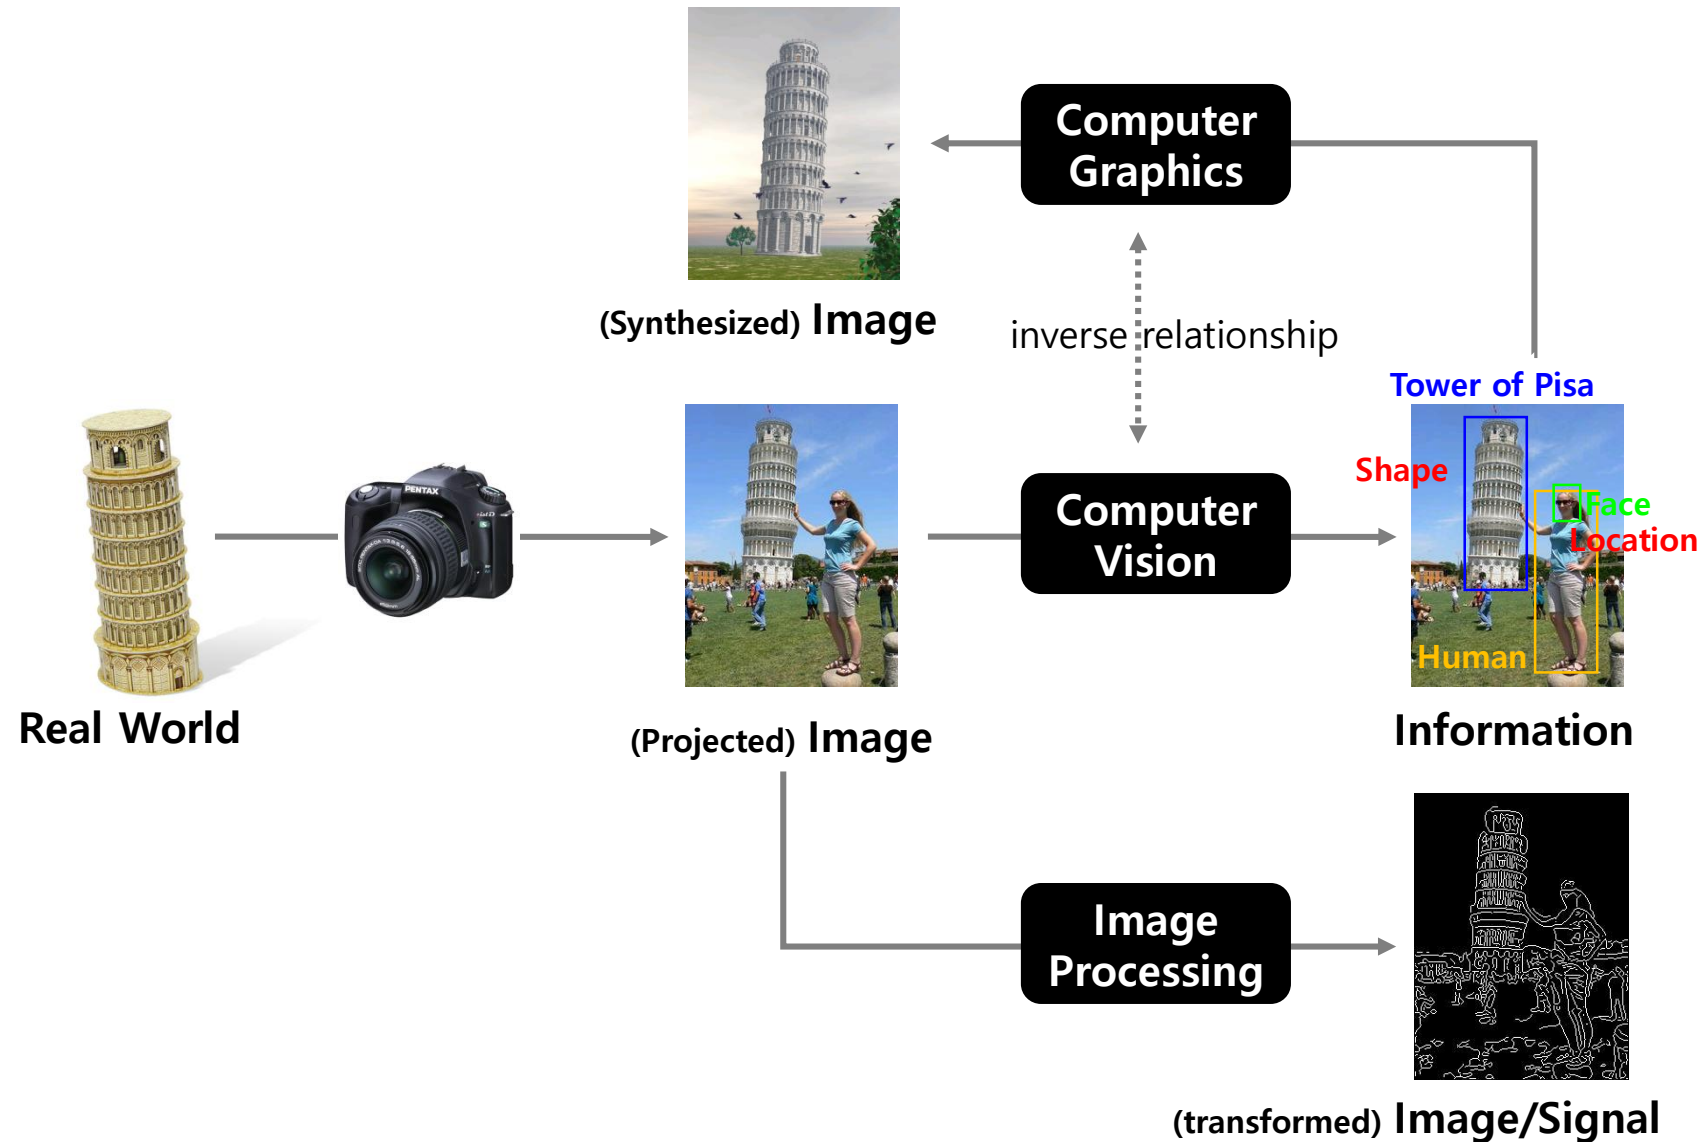 Computer
Graphics
(Synthesized) Image
inverse relationship
Tower of Pisa
Shape
Face
Location
Human
PENTAX
Computer
Vision
Real World
(Projected) Image
Information
Image
Processing
(transformed) Image/Signal